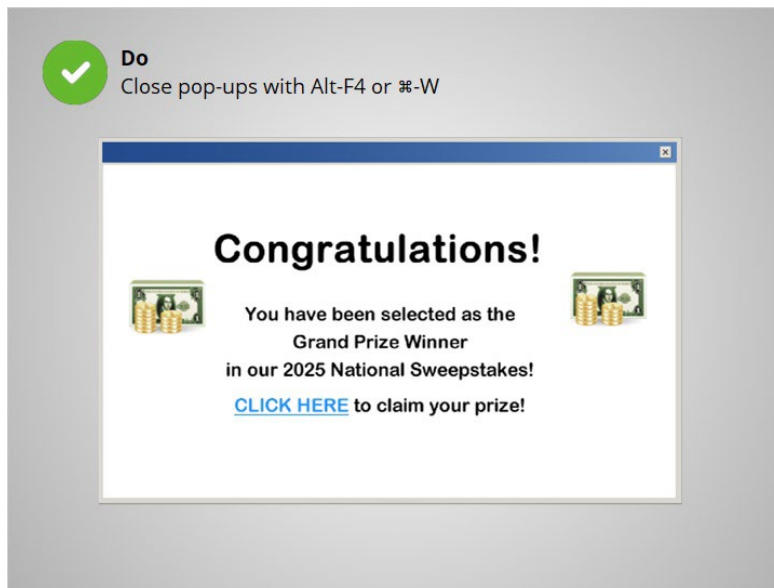 Do
Close pop-ups with Alt-F4 or ⌘-W
Congratulations!
You have been selected as the
Grand Prize Winner
in our 2025 National Sweepstakes!
CLICK HERE to claim your prize!